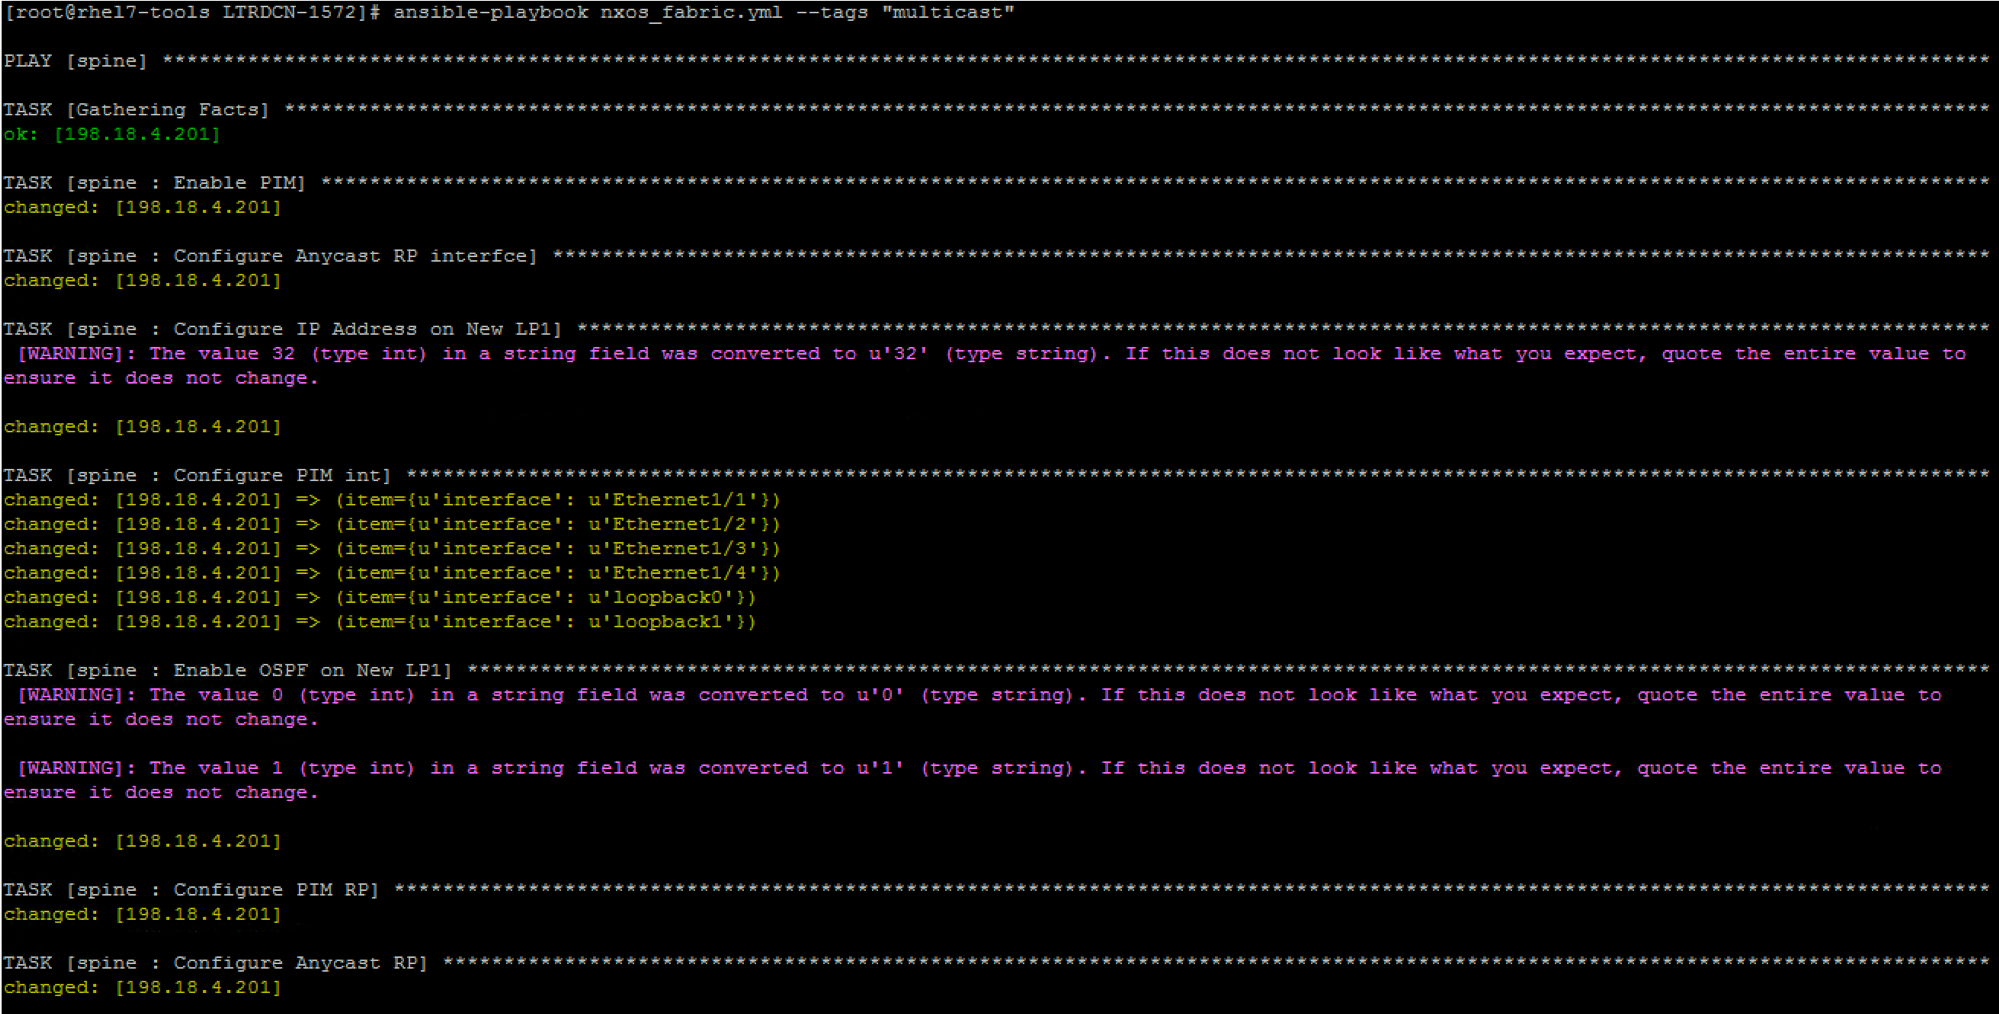 [root@rhel7-tools LTRDCN-1572]# ansible-playbook nxos_fabric.yml --tags "multicast"
PLAY [spine] ******************************************************************************************************************************************************
TASK [Gathering Facts] ********************************************************************************************************************************************
ok: [198.18.4.201]
TASK [spine : Enable PIM] *****************************************************************************************************************************************
changed: [198.18.4.201]
TASK [spine : Configure Anycast RP interfce] **********************************************************************************************************************
changed: [198.18.4.201]
TASK [spine : Configure IP Address on New LP1] ********************************************************************************************************************
[WARNING]: The value 32 (type int) in a string field was converted to u'32' (type string). If this does not look like what you expect, quote the entire value to
ensure it does not change.
changed: [198.18.4.201]
TASK [spine : Configure PIM int] **********************************************************************************************************************************
changed: [198.18.4.201] => (item={u'interface': u'Ethernet1/1'})
changed: [198.18.4.201] => (item={u'interface': u'Ethernet1/2'})
changed: [198.18.4.201] => (item={u'interface': u'Ethernet1/3'})
changed: [198.18.4.201] => (item={u'interface': u'Ethernet1/4'})
changed: [198.18.4.201] => (item={u'interface': u'loopback0'})
changed: [198.18.4.201] => (item={u'interface': u'loopback1'})
TASK [spine : Enable OSPF on New LP1] *****************************************************************************************************************************
[WARNING]: The value 0 (type int) in a string field was converted to u'0' (type string). If this does not look like what you expect, quote the entire value to
ensure it does not change.
[WARNING]: The value 1 (type int) in a string field was converted to u'1' (type string). If this does not look like what you expect, quote the entire value to
ensure it does not change.
changed: [198.18.4.201]
TASK [spine : Configure PIM RP] ***********************************************************************************************************************************
changed: [198.18.4.201]
TASK [spine : Configure Anycast RP] *******************************************************************************************************************************
changed: [198.18.4.201]